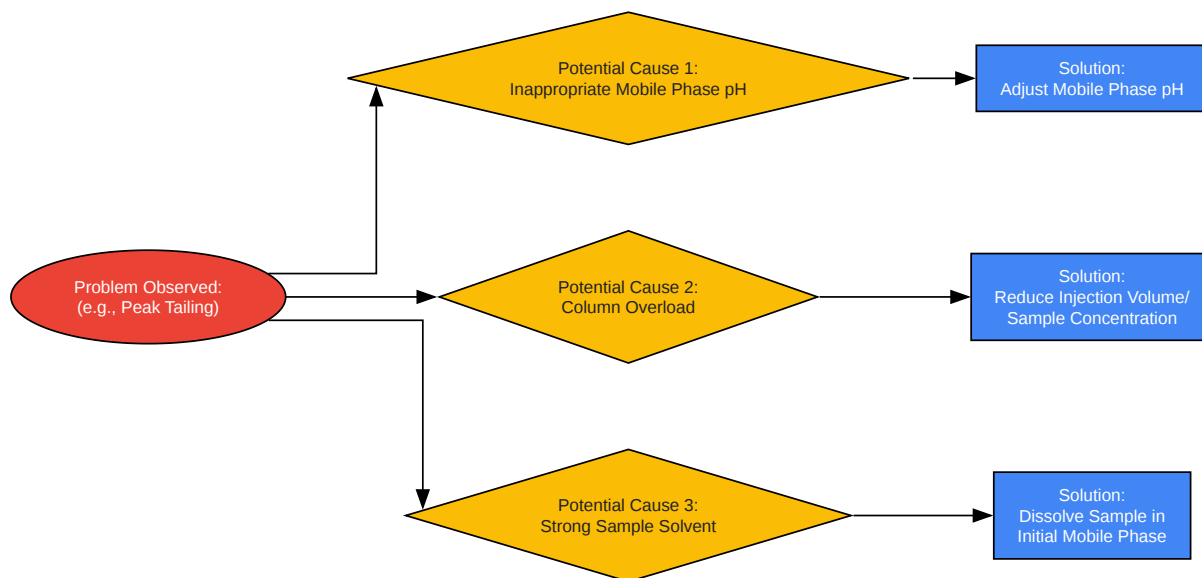 Potential Cause 1:
Inappropriate Mobile Phase pH
Solution:
Adjust Mobile Phase pH
Problem Observed:
(e.g., Peak Tailing)
Potential Cause 2:
Column Overload
Solution:
Reduce Injection Volume/
Sample Concentration
Potential Cause 3:
Strong Sample Solvent
Solution:
Dissolve Sample in
Initial Mobile Phase